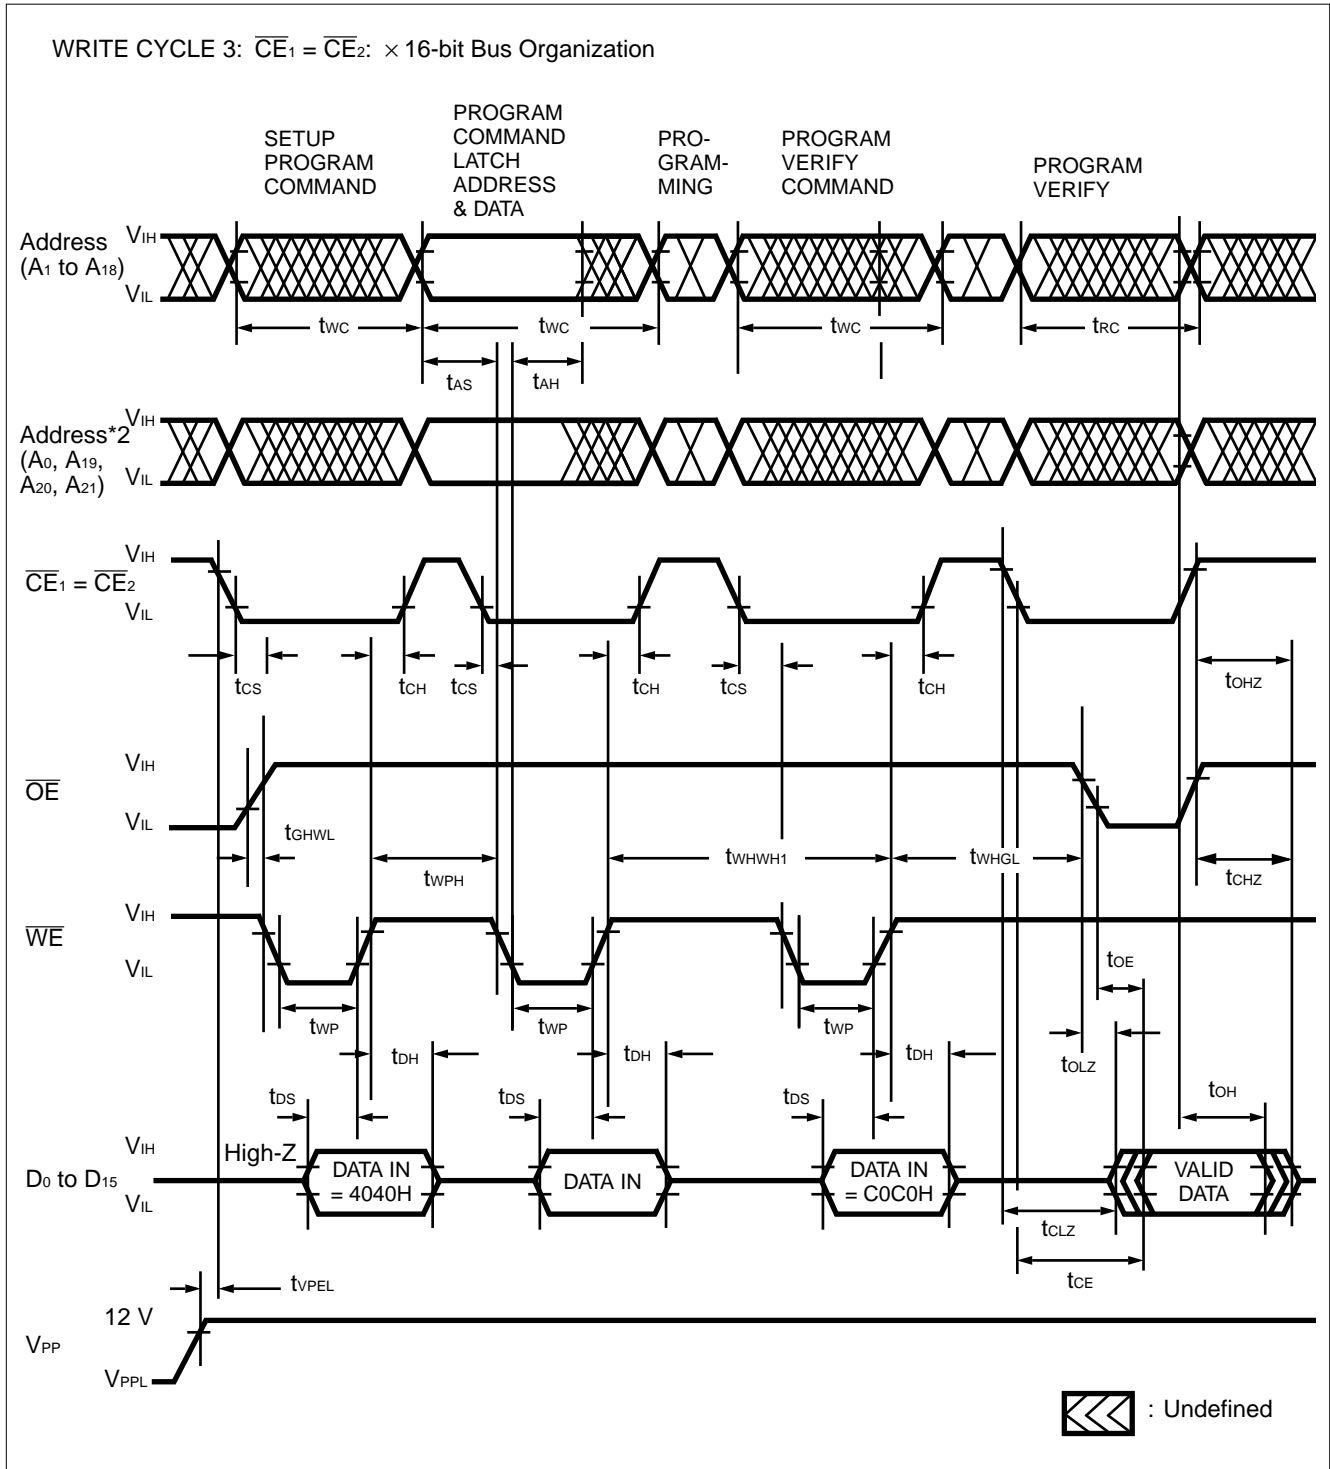 WRITE CYCLE 3: CE1 = CE2: × 16-bit Bus Organization
SETUP
PROGRAM
COMMAND
PROGRAM
COMMAND
LATCH
ADDRESS
& DATA
PRO-
GRAM-
MING
PROGRAM
VERIFY
COMMAND
PROGRAM
VERIFY
Address
(A1 to A18)
VIH
VIL
tWC
tWC
tWC
tRC
tAS
tAH
Address*2
(A0, A19,
A20, A21)
VIH
VIL
CE1 = CE2
VIH
VIL
tCS
tCH
tCS
tCH
tCS
tCH
tOHZ
OE
VIH
VIL
tGHWL
tWPH
tWHWH1
tWHGL
tCHZ
WE
VIH
VIL
tOE
tWP
tWP
tWP
tDH
tDH
tDH
tOLZ
tDS
tDS
tDS
tOH
D0 to D15
VIH
VIL
High-Z
DATA IN
= 4040H
DATA IN
DATA IN
= C0C0H
VALID
DATA
tCLZ
tCE
tVPEL
VPP
12 V
VPPL
: Undefined